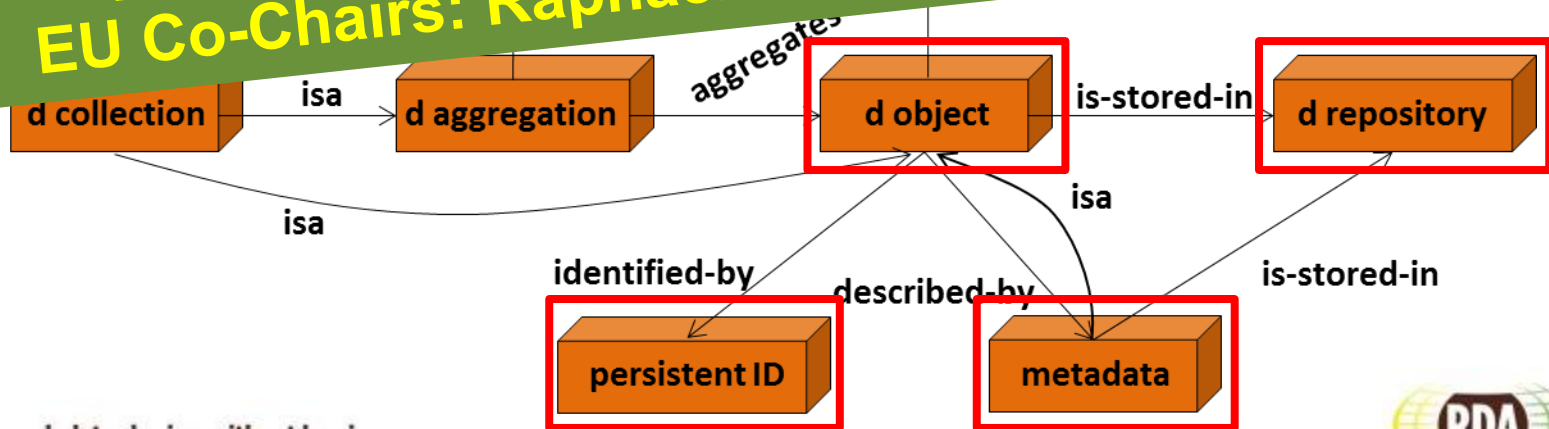 EU Co-Chairs:
aggregates
d collection
isa
d aggregation
d object
is-stored-in
d repository
isa
isa
identified-by
described-by
is-stored-in
persistent ID
metadata
RDA